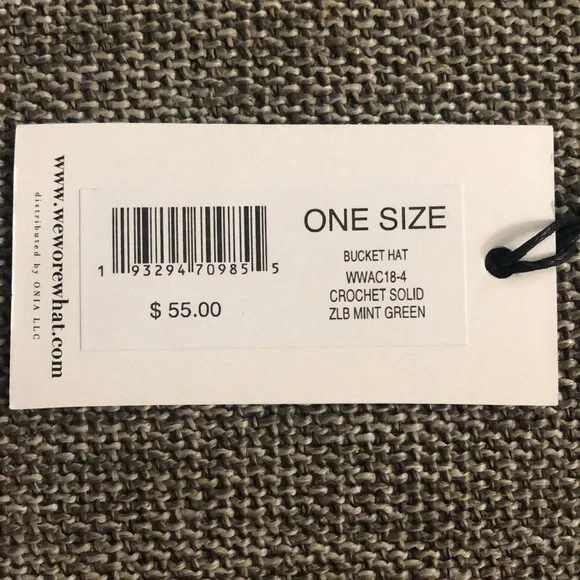 www.weworewhat.com
distributed by ONIA LLC
1 93294 70985 5
$ 55.00
ONE SIZE
BUCKET HAT
WWAC18-4
CROCHET SOLID
ZLB MINT GREEN